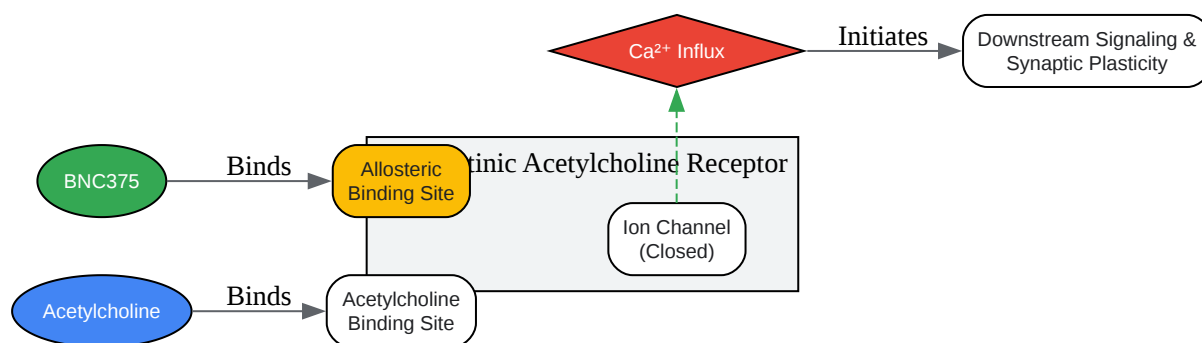 Ca²⁺ Influx
Initiates
Downstream Signaling &
Synaptic Plasticity
BNC375
Binds
Allosteric
Binding Site
Acetylcholine Receptor
Ion Channel
(Closed)
Acetylcholine
Binds
Acetylcholine
Binding Site